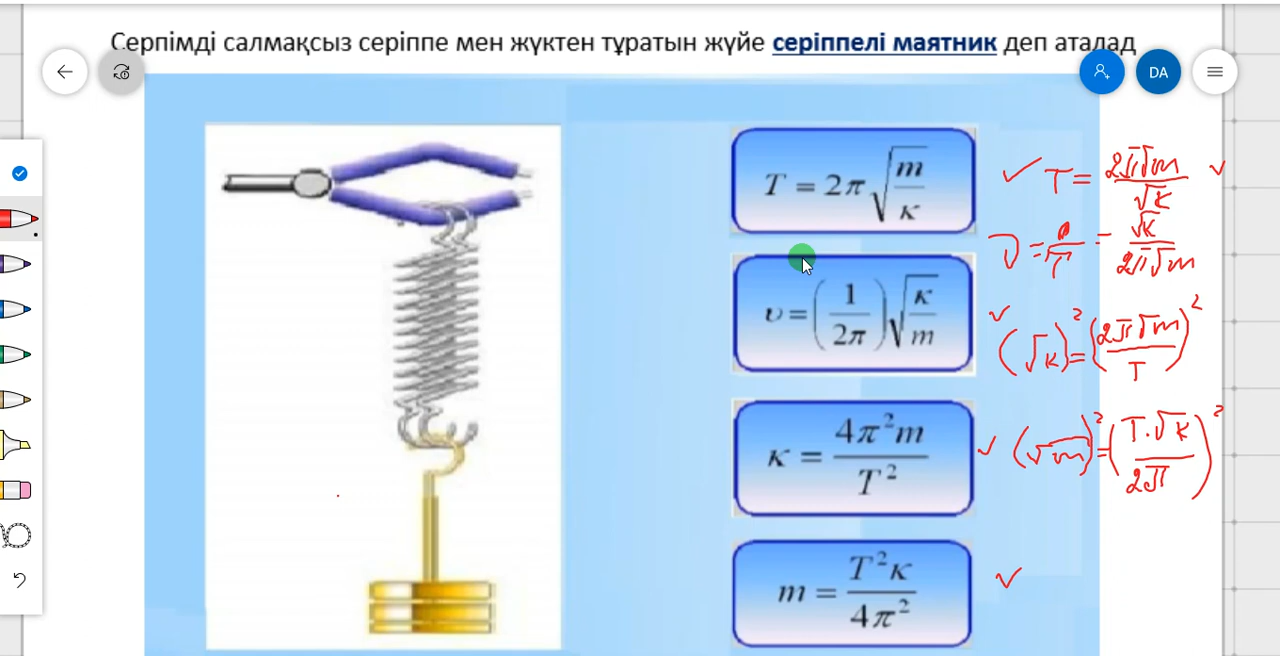 Серпімді салмақсыз серіппе мен жүктен тұратын жүйе серіппелі маятник деп аталад
DA
T = 2π√(m/к)
✓ T = 2π√m/√k ✓
υ = (1/2π)√(к/m)
ν = 1/T = √k/2π√m
✓ (√k)² = (2π√m/T)²
к = 4π²m/T²
✓ (√m)² = (T·√k/2π)²
m = T²к/4π²
✓